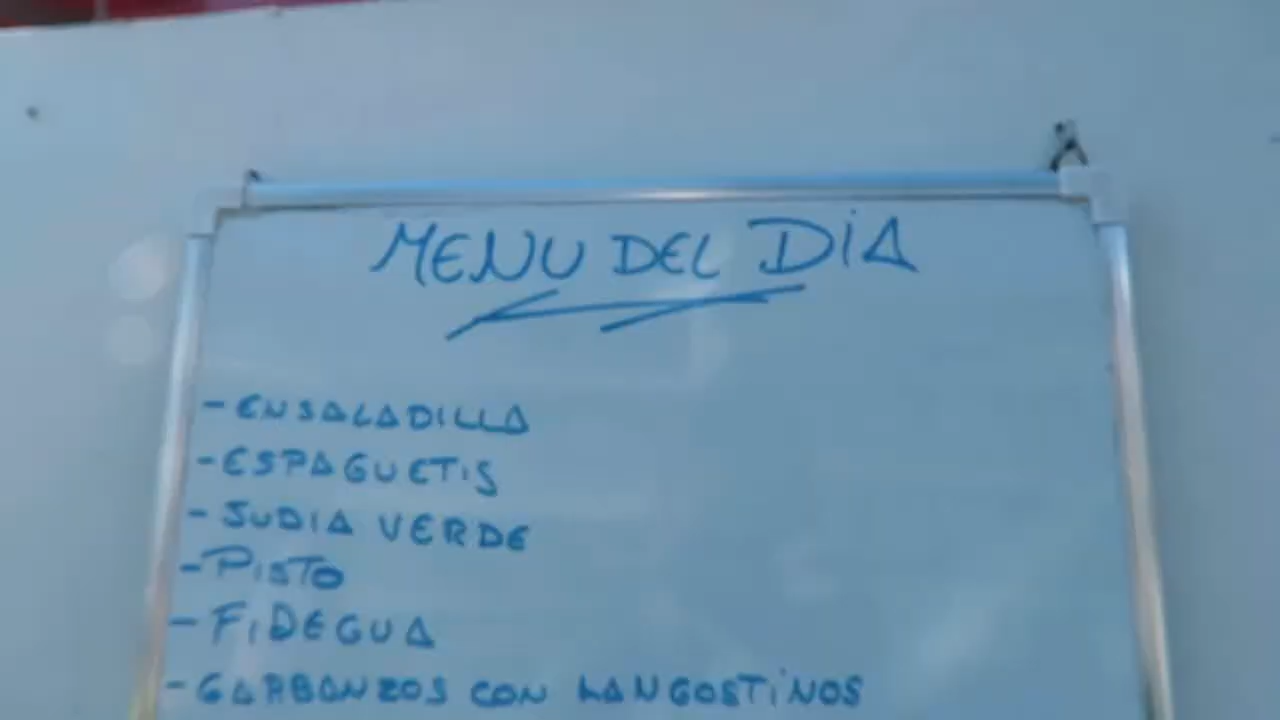 MENU DEL DIA
- ENSALADILLA
- ESPAGUETIS
- JUDIA VERDE
- PISTO
- FIDEGUA
- GARBANZOS CON LANGOSTINOS